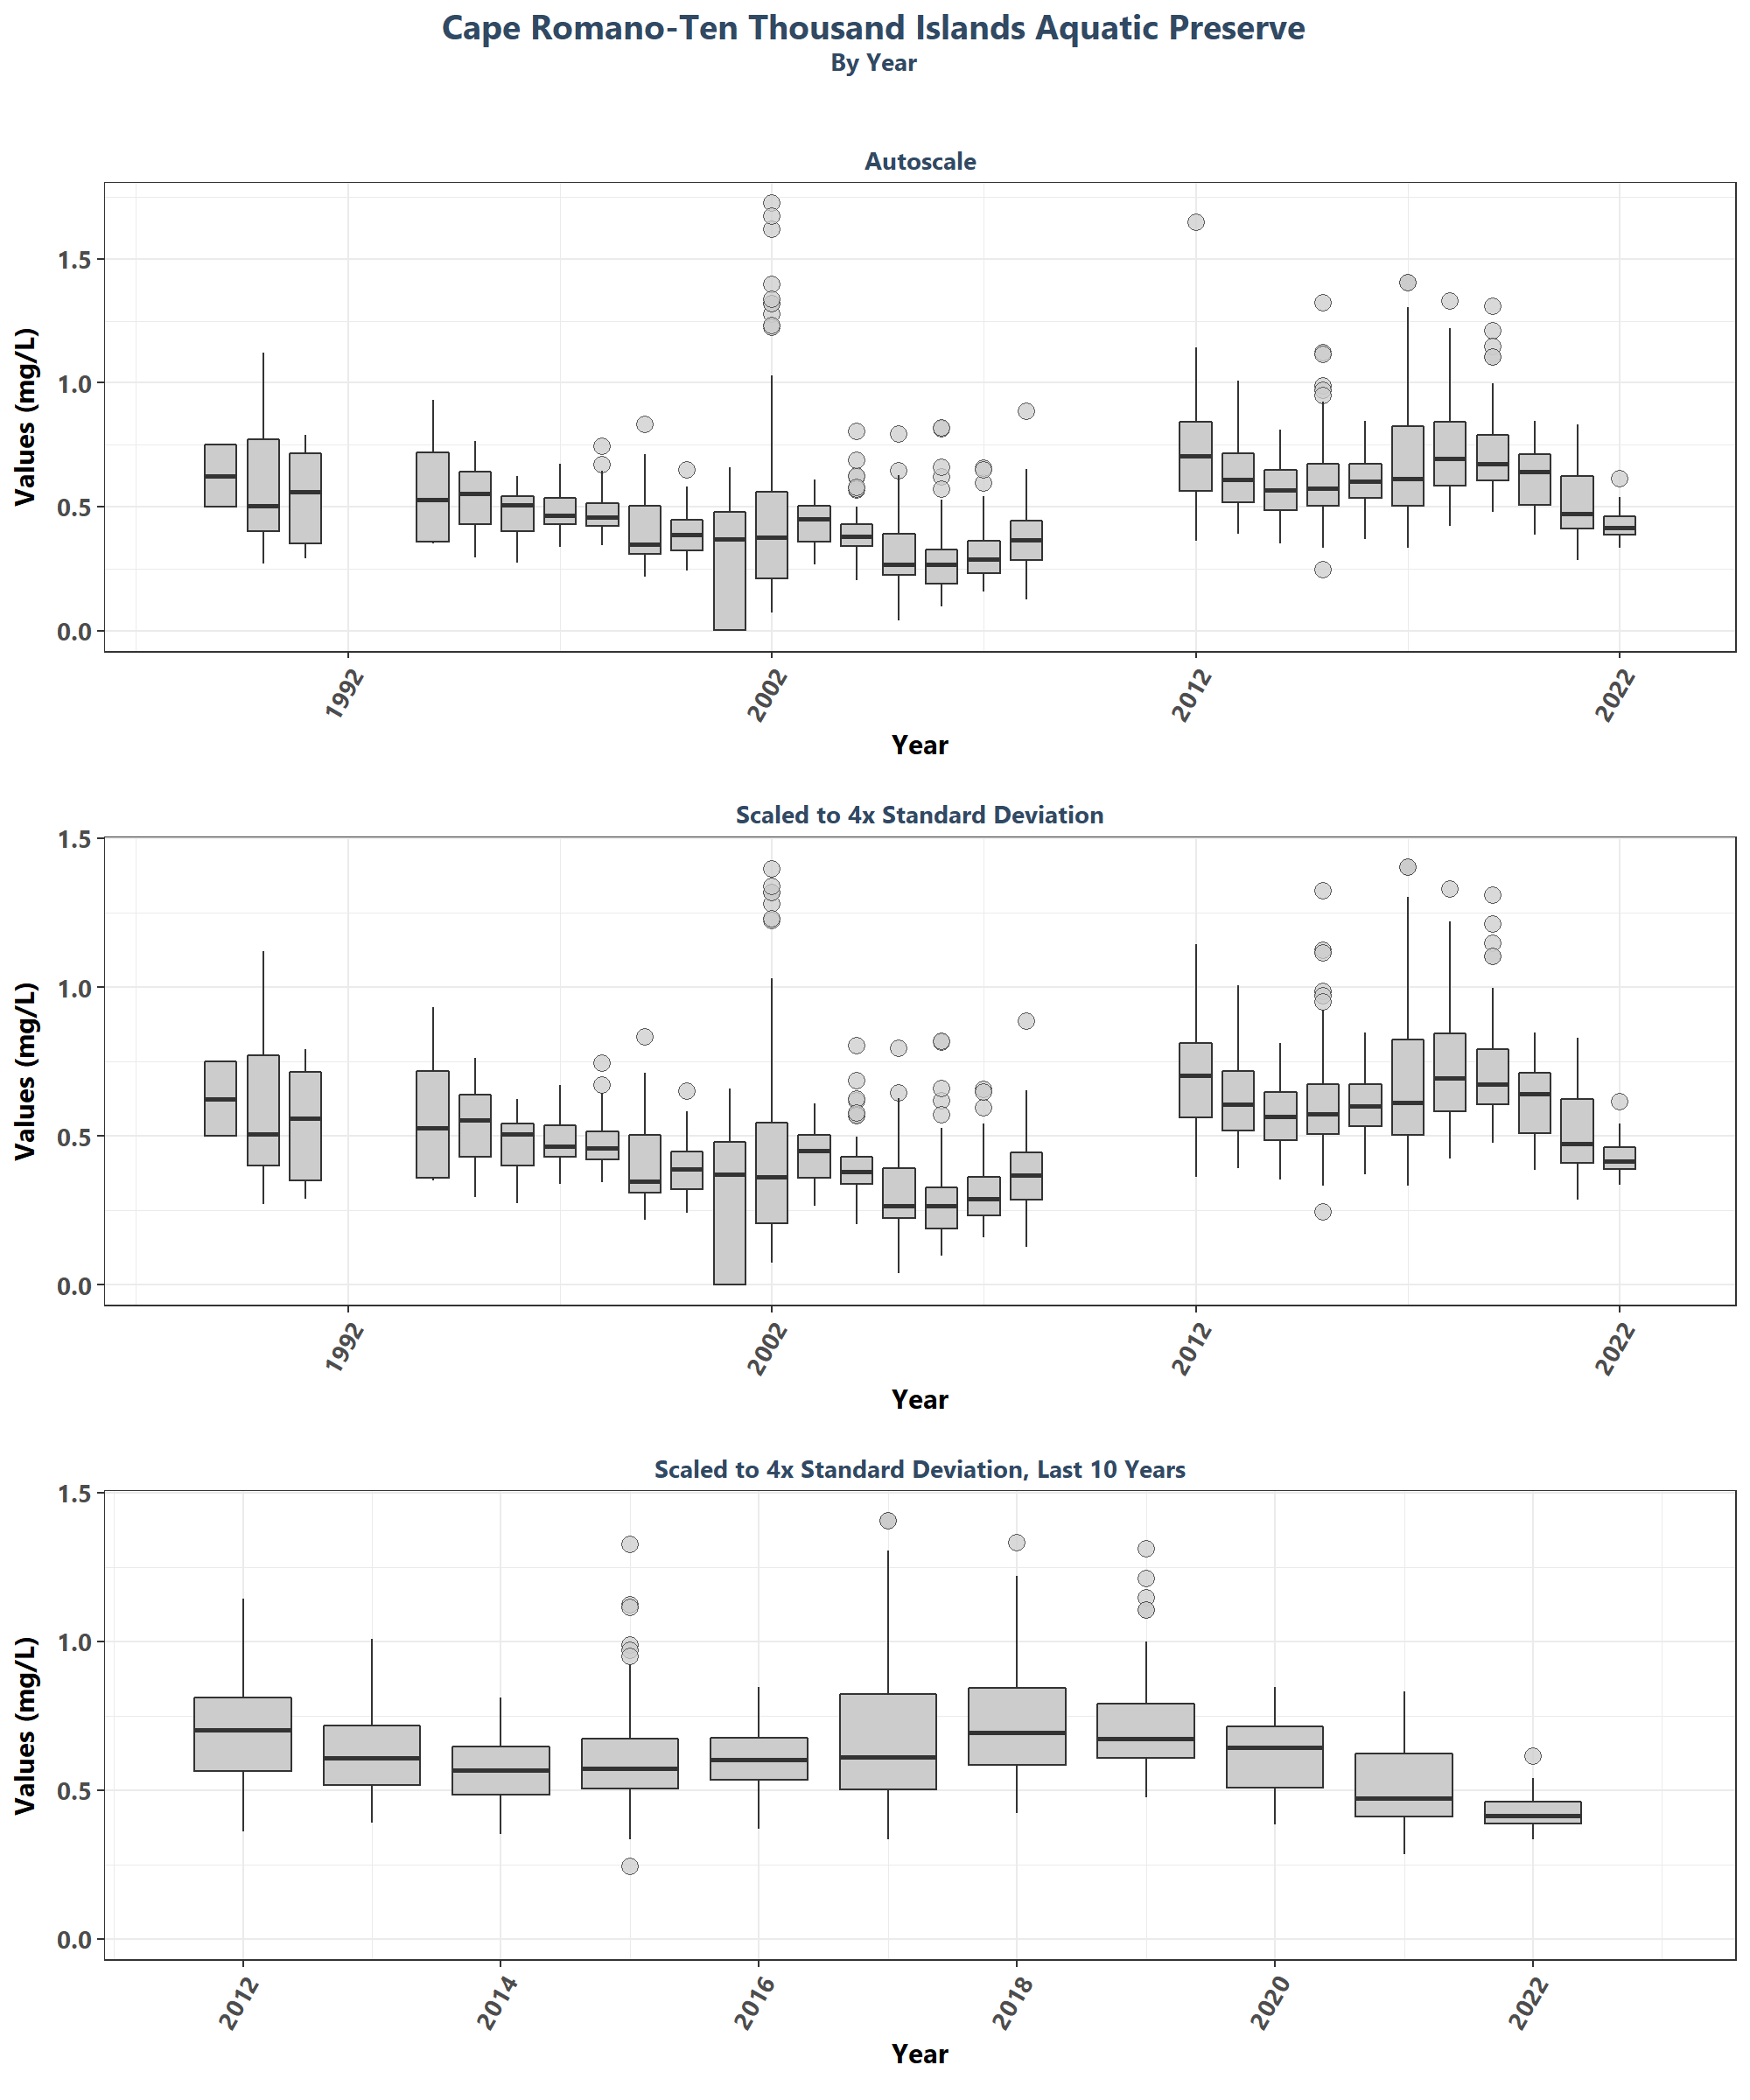 Cape Romano-Ten Thousand Islands Aquatic Preserve
By Year
Autoscale
Values (mg/L)
1.5
1.0
0.5
0.0
1992
2002
2012
2022
Year
Scaled to 4x Standard Deviation
Values (mg/L)
1.5
1.0
0.5
0.0
1992
2002
2012
2022
Year
Scaled to 4x Standard Deviation, Last 10 Years
Values (mg/L)
1.5
1.0
0.5
0.0
2012
2014
2016
2018
2020
2022
Year